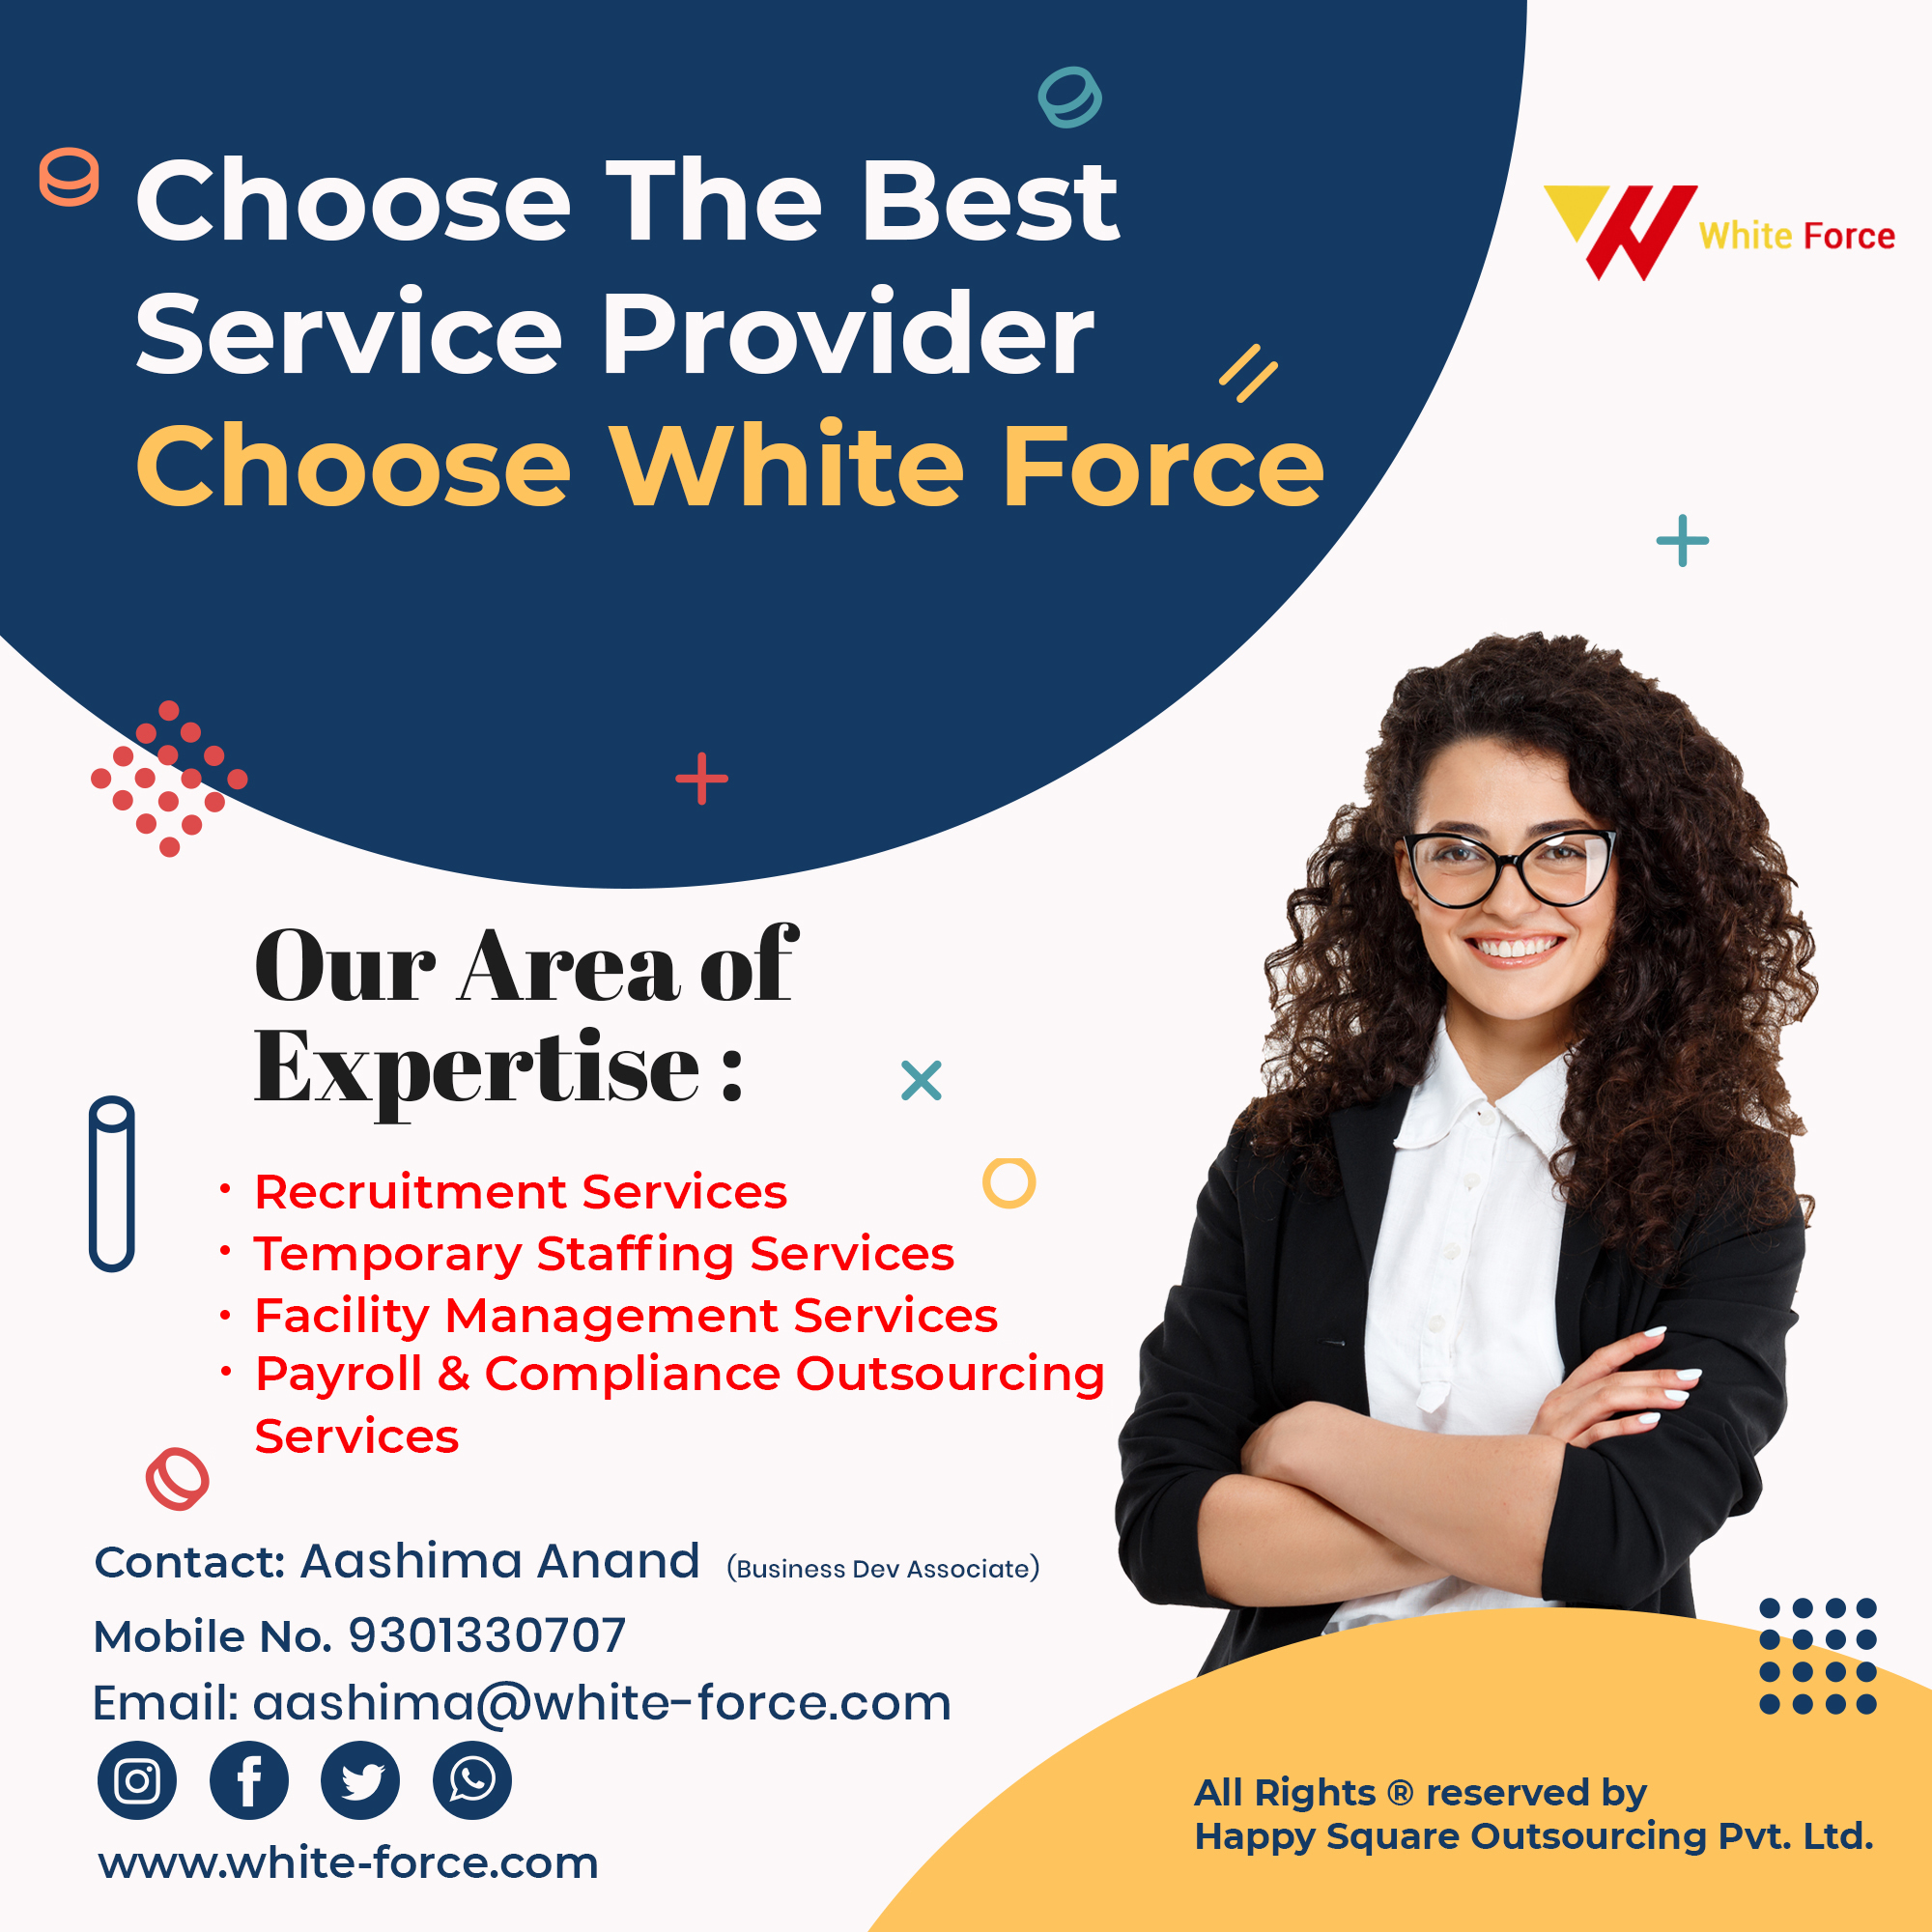 Choose The Best
Service Provider
Choose White Force
White Force
Our Area of
Expertise :
• Recruitment Services
• Temporary Staffing Services
• Facility Management Services
• Payroll & Compliance Outsourcing
Services
Contact: Aashima Anand (Business Dev Associate)
Mobile No. 9301330707
Email: aashima@white-force.com
www.white-force.com
All Rights ® reserved by
Happy Square Outsourcing Pvt. Ltd.